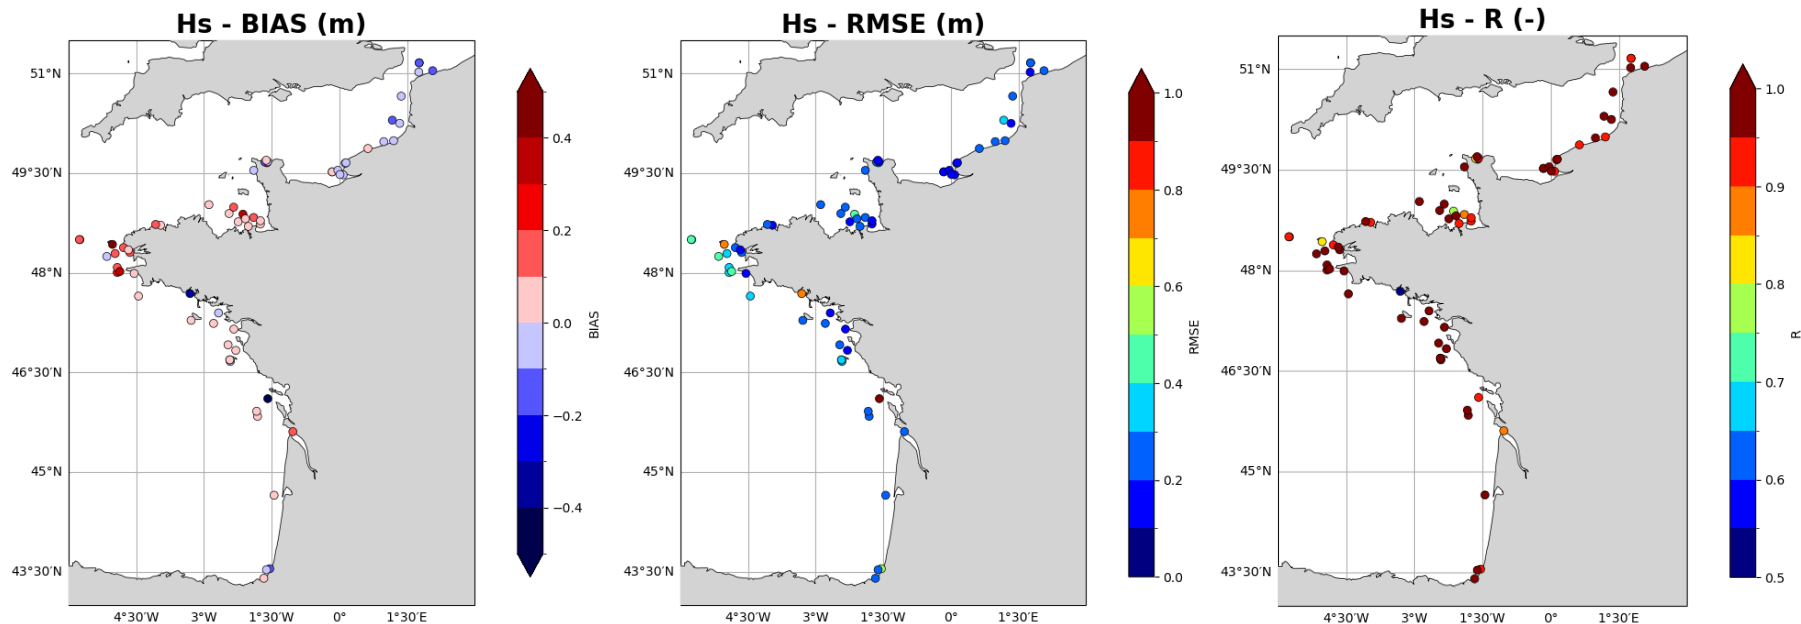 Hs - BIAS (m)
51°N
49°30′N
48°N
46°30′N
45°N
43°30′N
4°30′W
3°W
1°30′W
0°
1°30′E
0.4
0.2
0.0
−0.2
−0.4
BIAS
Hs - RMSE (m)
51°N
49°30′N
48°N
46°30′N
45°N
43°30′N
4°30′W
3°W
1°30′W
0°
1°30′E
1.0
0.8
0.6
0.4
0.2
0.0
RMSE
Hs - R (-)
51°N
49°30′N
48°N
46°30′N
45°N
43°30′N
4°30′W
3°W
1°30′W
0°
1°30′E
1.0
0.9
0.8
0.7
0.6
0.5
R